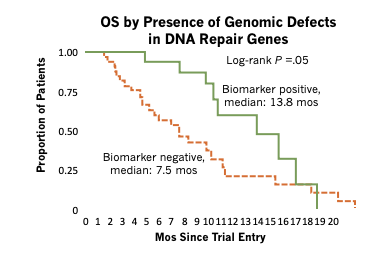 OS by Presence of Genomic Defects
in DNA Repair Genes
Log-rank P =.05
Biomarker positive,
median: 13.8 mos
Biomarker negative,
median: 7.5 mos
Proportion of Patients
1.00
0.75
0.50
0.25
0
0 1 2 3 4 5 6 7 8 9 10 11 12 13 14 15 16 17 18 19 20
Mos Since Trial Entry